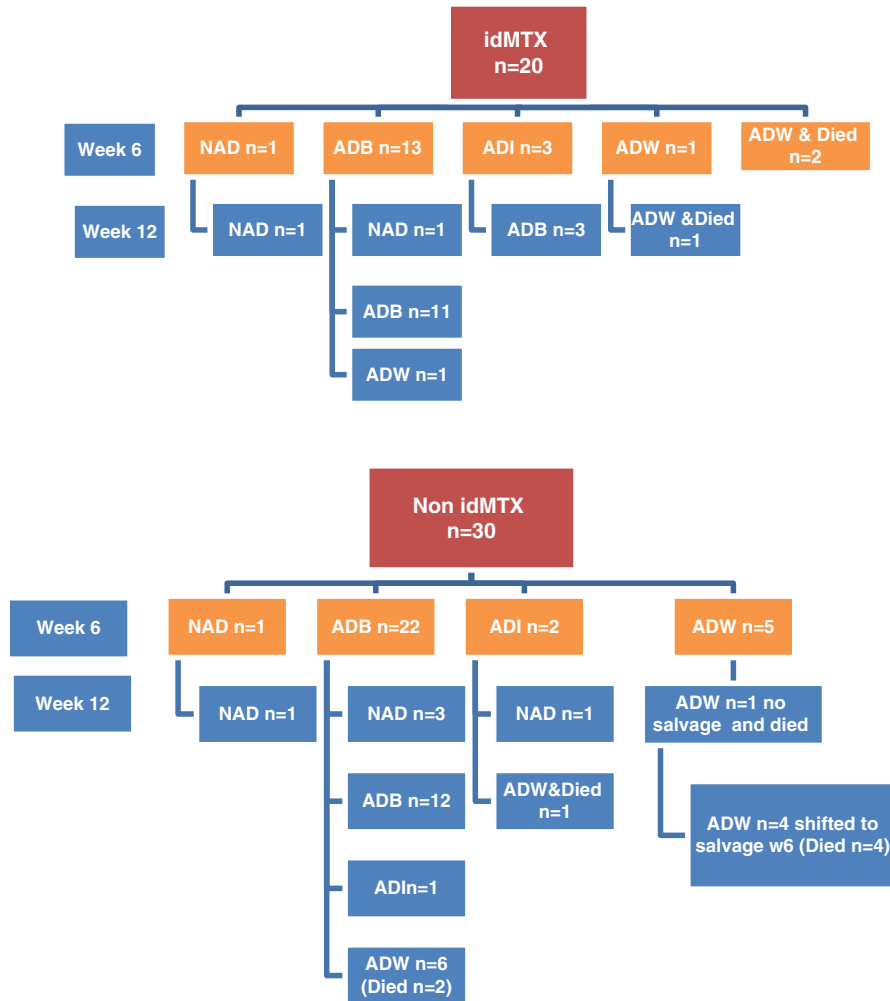 idMTX
n=20
Week 6
NAD n=1
ADB n=13
ADI n=3
ADW n=1
ADW & Died
n=2
Week 12
NAD n=1
NAD n=1
ADB n=3
ADW &Died
n=1
ADB n=11
ADW n=1
Non idMTX
n=30
Week 6
NAD n=1
ADB n=22
ADI n=2
ADW n=5
Week 12
NAD n=1
NAD n=3
NAD n=1
ADW n=1 no
salvage and died
ADB n=12
ADW&Died
n=1
ADW n=4 shifted to
salvage w6 (Died n=4)
ADIn=1
ADW n=6
(Died n=2)